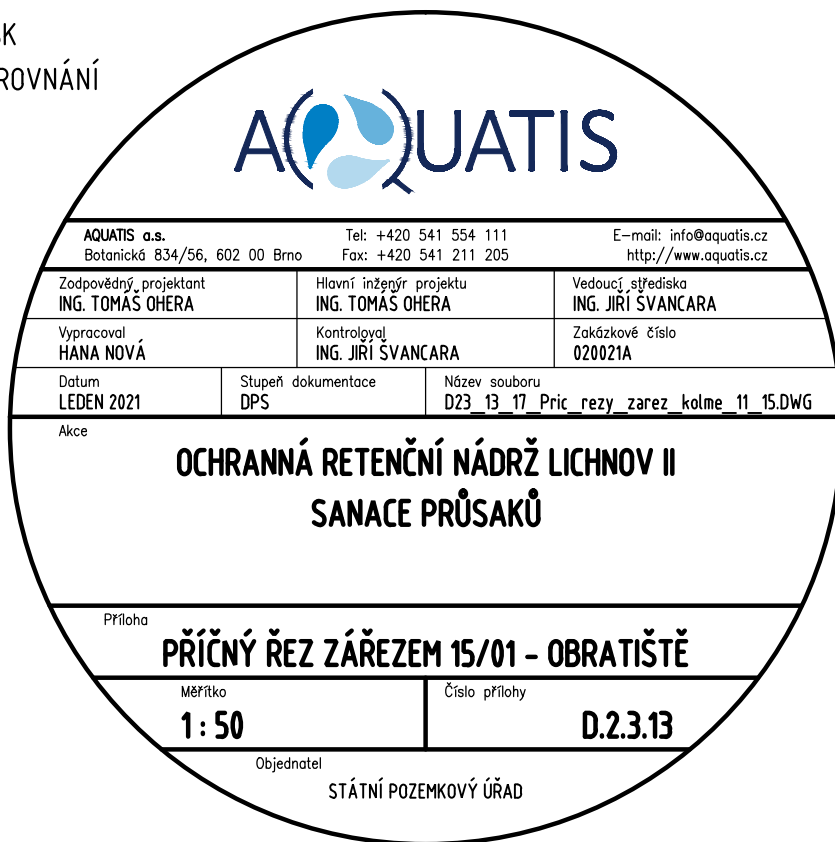 SK
ROVNÁNÍ
AQUATIS
AQUATIS a.s. Tel: +420 541 554 111 E-mail: info@aquatis.cz
Botanická 834/56, 602 00 Brno Fax: +420 541 211 205 http://www.aquatis.cz
Zodpovědný projektant Hlavní inženýr projektu Vedoucí střediska
ING. TOMÁŠ OHERA ING. TOMÁŠ OHERA ING. JIŘÍ ŠVANCARA
Vypracoval Kontroloval Zakázkové číslo
HANA NOVÁ ING. JIŘÍ ŠVANCARA 020021A
Datum Stupeň dokumentace Název souboru
LEDEN 2021 DPS D23_13_17_Pric_rezy_zarez_kolme_11_15.DWG
Akce
OCHRANNÁ RETENČNÍ NÁDRŽ LICHNOV II
SANACE PRŮSAKŮ
Příloha
PŘÍČNÝ ŘEZ ZÁŘEZEM 15/01 - OBRATIŠTĚ
Měřítko Číslo přílohy
1 : 50 D.2.3.13
Objednatel
STÁTNÍ POZEMKOVÝ ÚŘAD